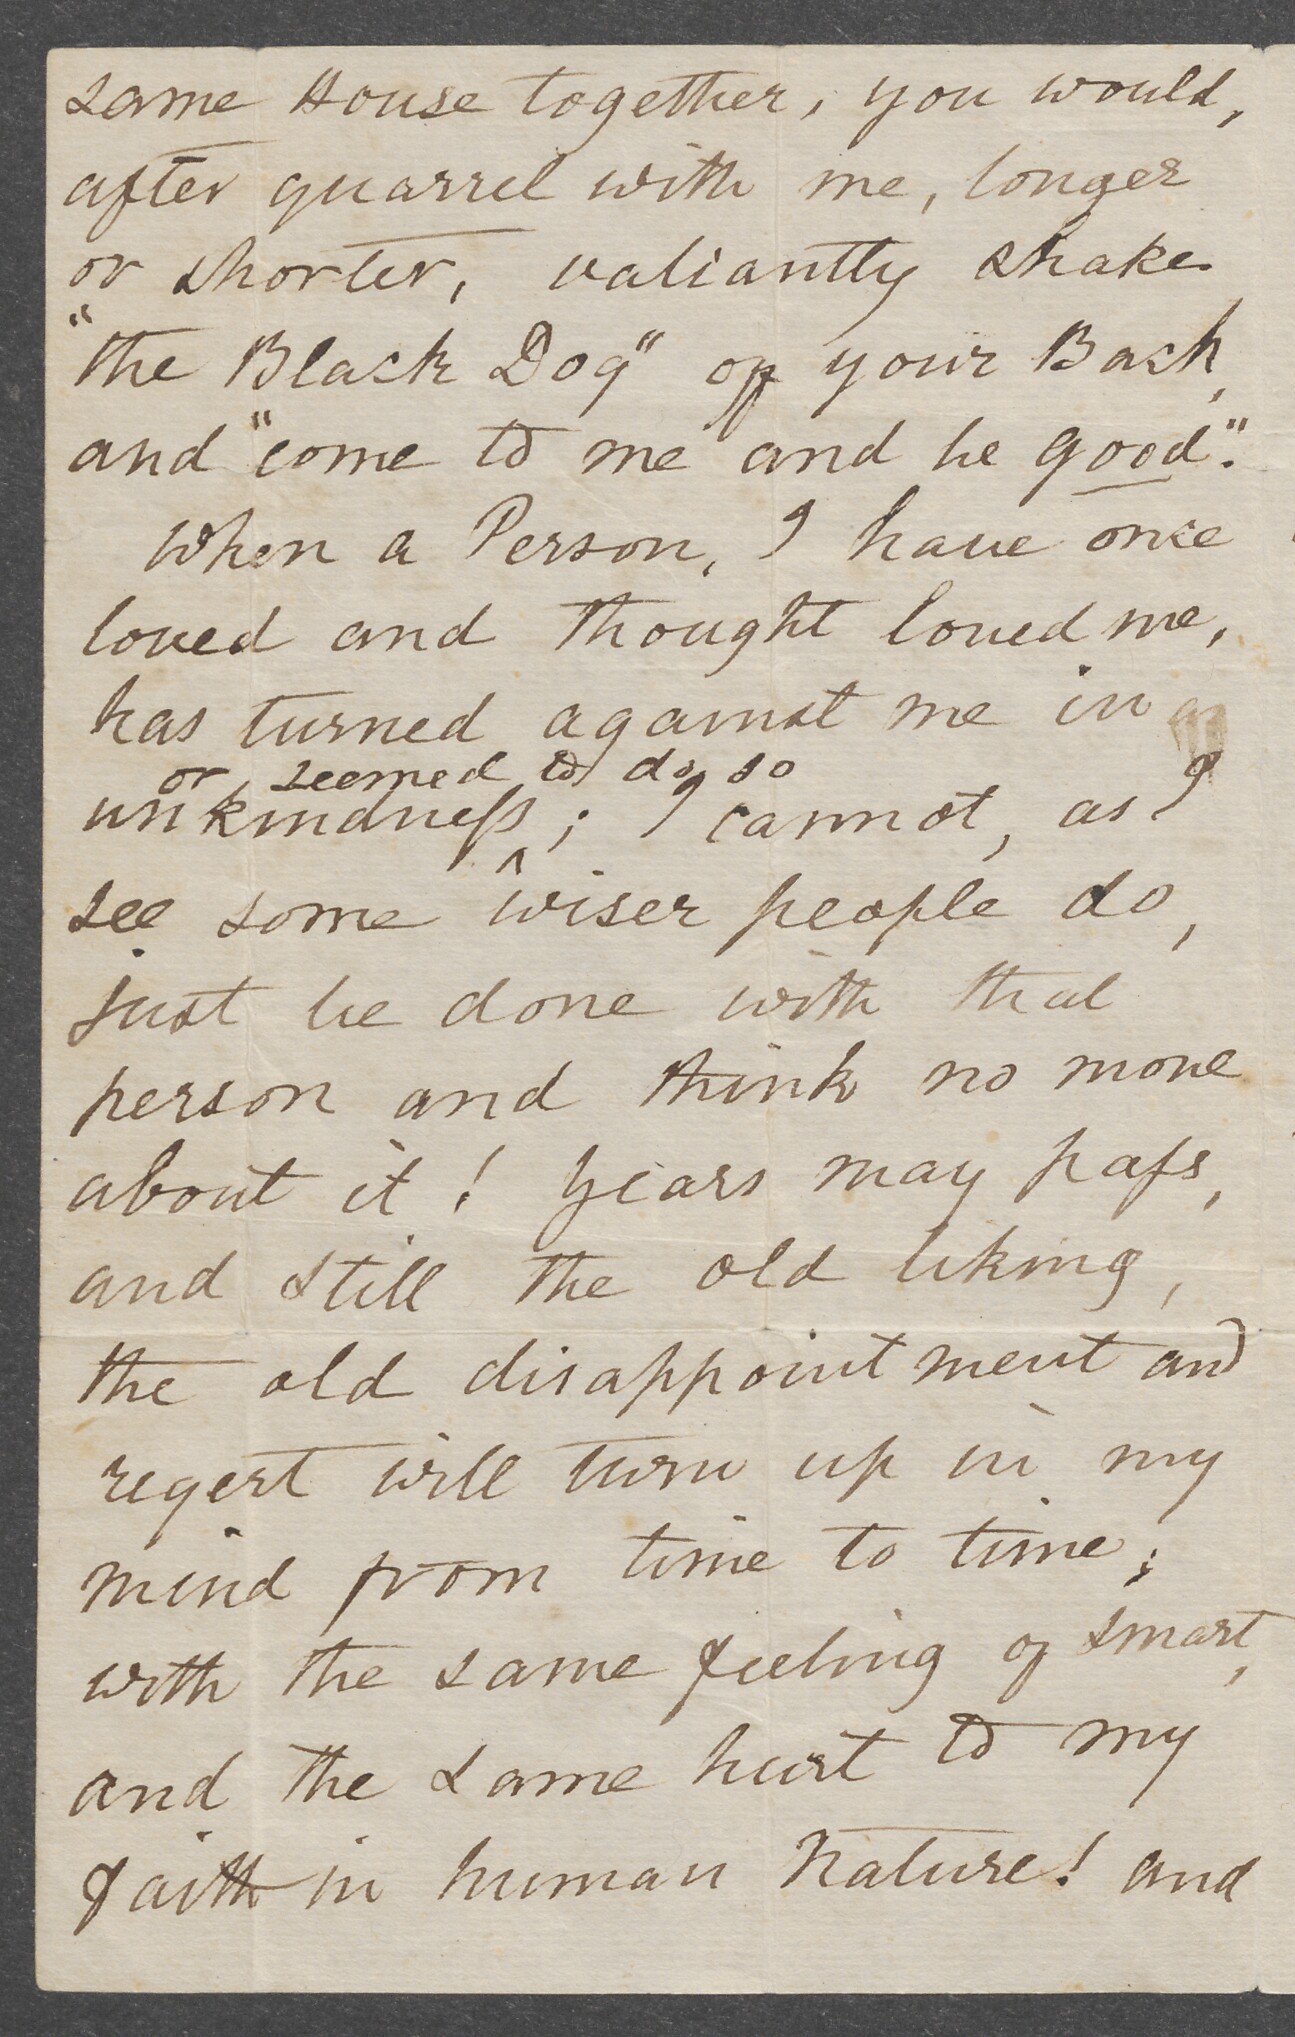 same House together, you would,
after quarrel with me, longer
or shorter, valiantly shake
"the Black Dog" off your Back,
and "come to me and be good".
When a Person, I have once
loved and thought loved me,
has turned against me in
or seemed to do so
unkindness; I cannot, as I
see some wiser people do,
just be done with that
person and think no more
about it! Years may pass,
and still the old liking,
the old disappointment and
regert will turn up in my
mind from time to time;
with the same feeling of smart,
and the same hurt to my
faith in human Nature! and